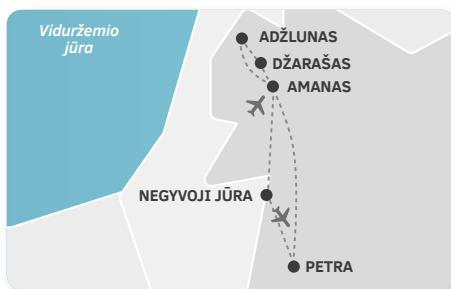 Viduržemio
jūra
ADŽLUNAS
DŽARAŠAS
AMANAS
NEGYVOJI JŪRA
PETRA